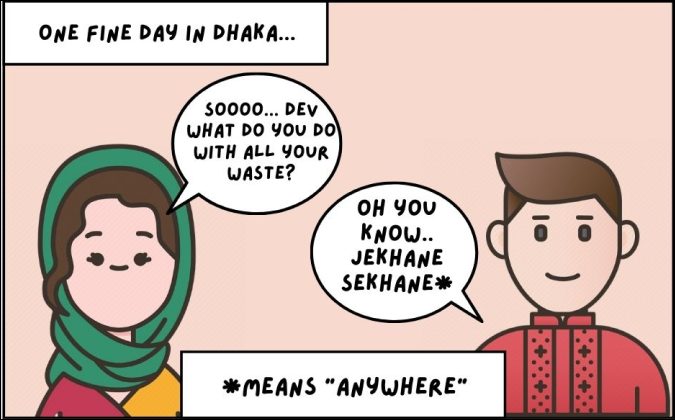 ONE FINE DAY IN DHAKA...
SOOOO... DEV
WHAT DO YOU DO
WITH ALL YOUR
WASTE?
OH YOU
KNOW..
JEKHANE
SEKHANE*
*MEANS "ANYWHERE"